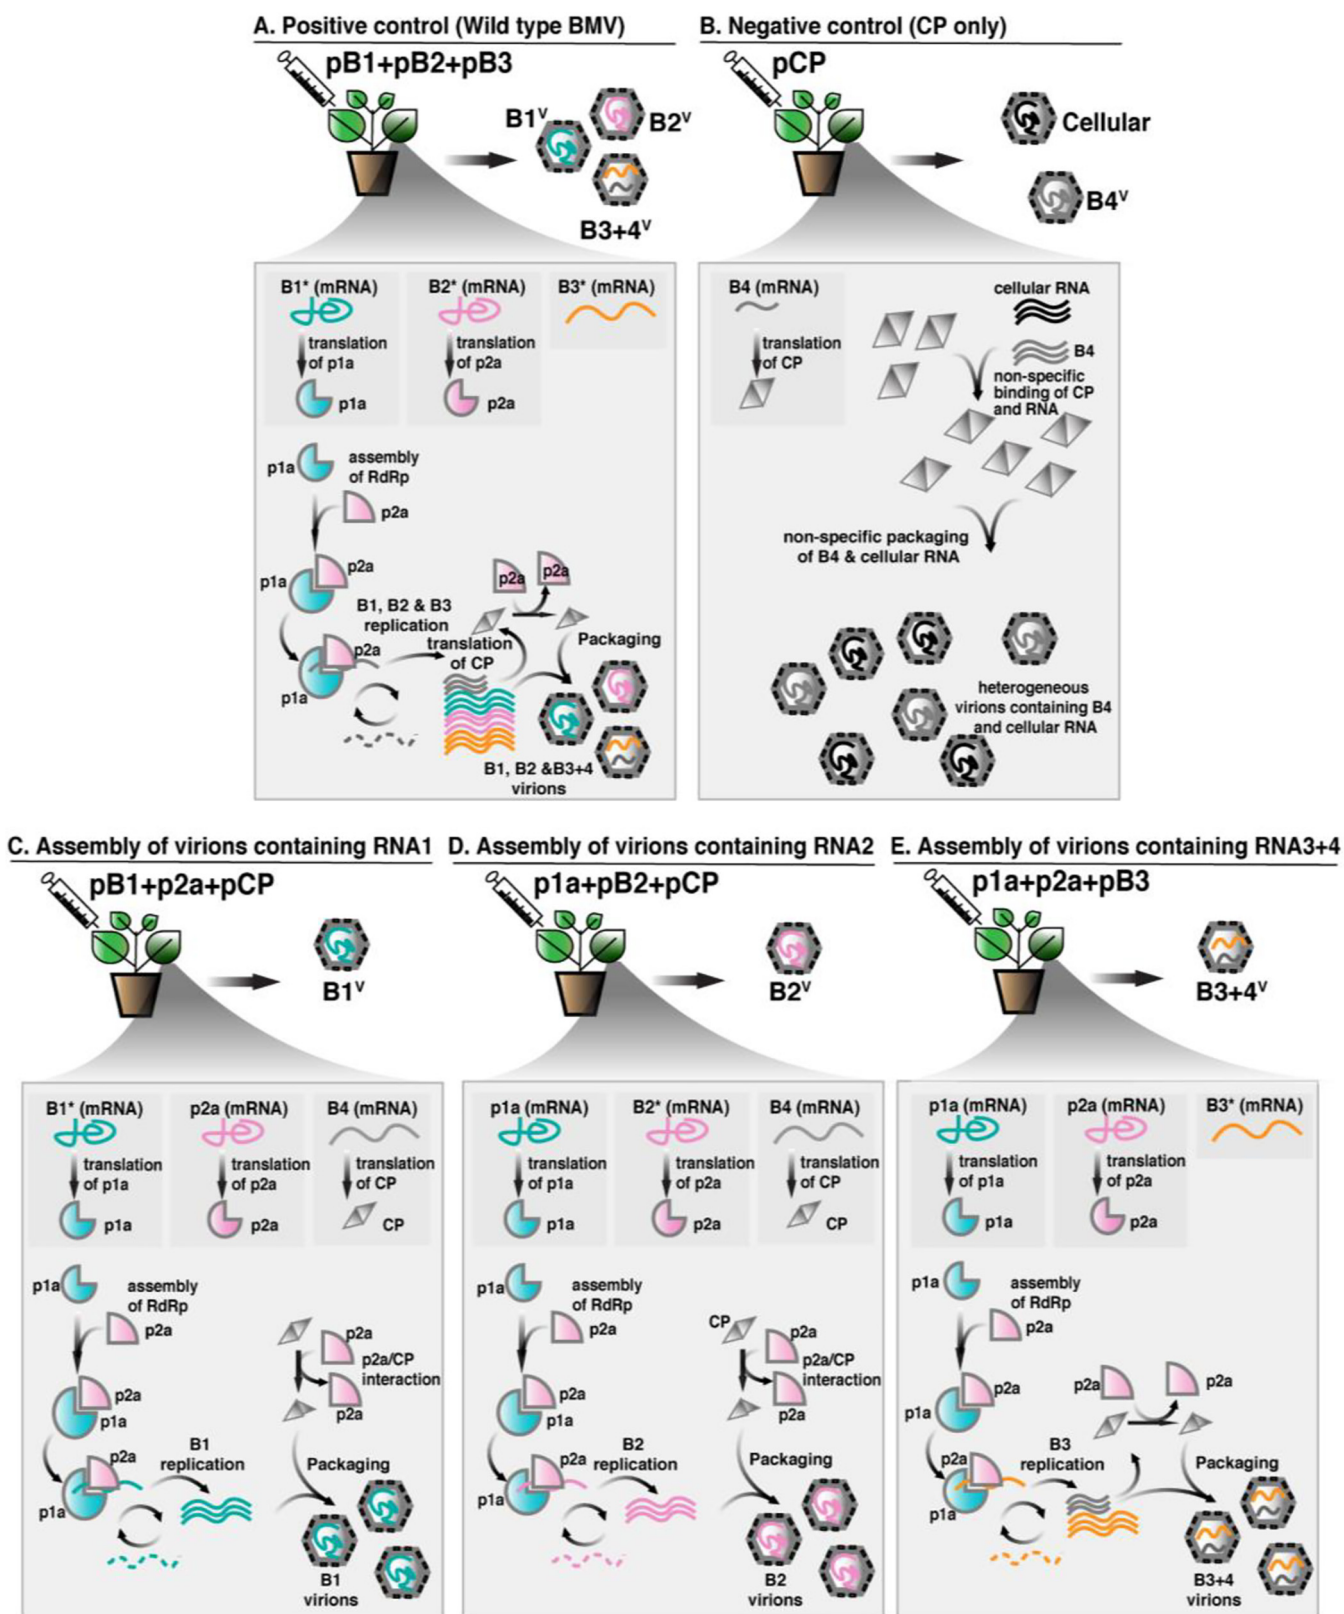 A. Positive control (Wild type BMV)
pB1+pB2+pB3
B1V
B2V
B3+4V
B1* (mRNA)
translation
of p1a
p1a
B2* (mRNA)
translation
of p2a
p2a
B3* (mRNA)
p1a
assembly
of RdRp
p2a
p1a
p2a
p1a
p2a
B1, B2 & B3
replication
translation
of CP
p2a
p2a
Packaging
B1, B2 &B3+4
virions
B. Negative control (CP only)
pCP
Cellular
B4V
B4 (mRNA)
translation
of CP
cellular RNA
B4
non-specific
binding of CP
and RNA
non-specific packaging
of B4 & cellular RNA
heterogeneous
virions containing B4
and cellular RNA
C. Assembly of virions containing RNA1
pB1+p2a+pCP
B1V
B1* (mRNA)
translation
of p1a
p1a
p2a (mRNA)
translation
of p2a
p2a
B4 (mRNA)
translation
of CP
CP
p1a
assembly
of RdRp
p2a
p2a
p1a
p2a
p1a
B1
replication
p2a
p2a/CP
interaction
p2a
Packaging
B1
virions
D. Assembly of virions containing RNA2
p1a+pB2+pCP
B2V
p1a (mRNA)
translation
of p1a
p1a
B2* (mRNA)
translation
of p2a
p2a
B4 (mRNA)
translation
of CP
CP
p1a
assembly
of RdRp
p2a
p2a
p1a
p2a
p1a
B2
replication
CP
p2a
p2a/CP
interaction
p2a
Packaging
B2
virions
E. Assembly of virions containing RNA3+4
p1a+p2a+pB3
B3+4V
p1a (mRNA)
translation
of p1a
p1a
p2a (mRNA)
translation
of p2a
p2a
B3* (mRNA)
p1a
assembly
of RdRp
p2a
p2a
p1a
p2a
p1a
B3
replication
p2a
p2a
Packaging
B3+4
virions